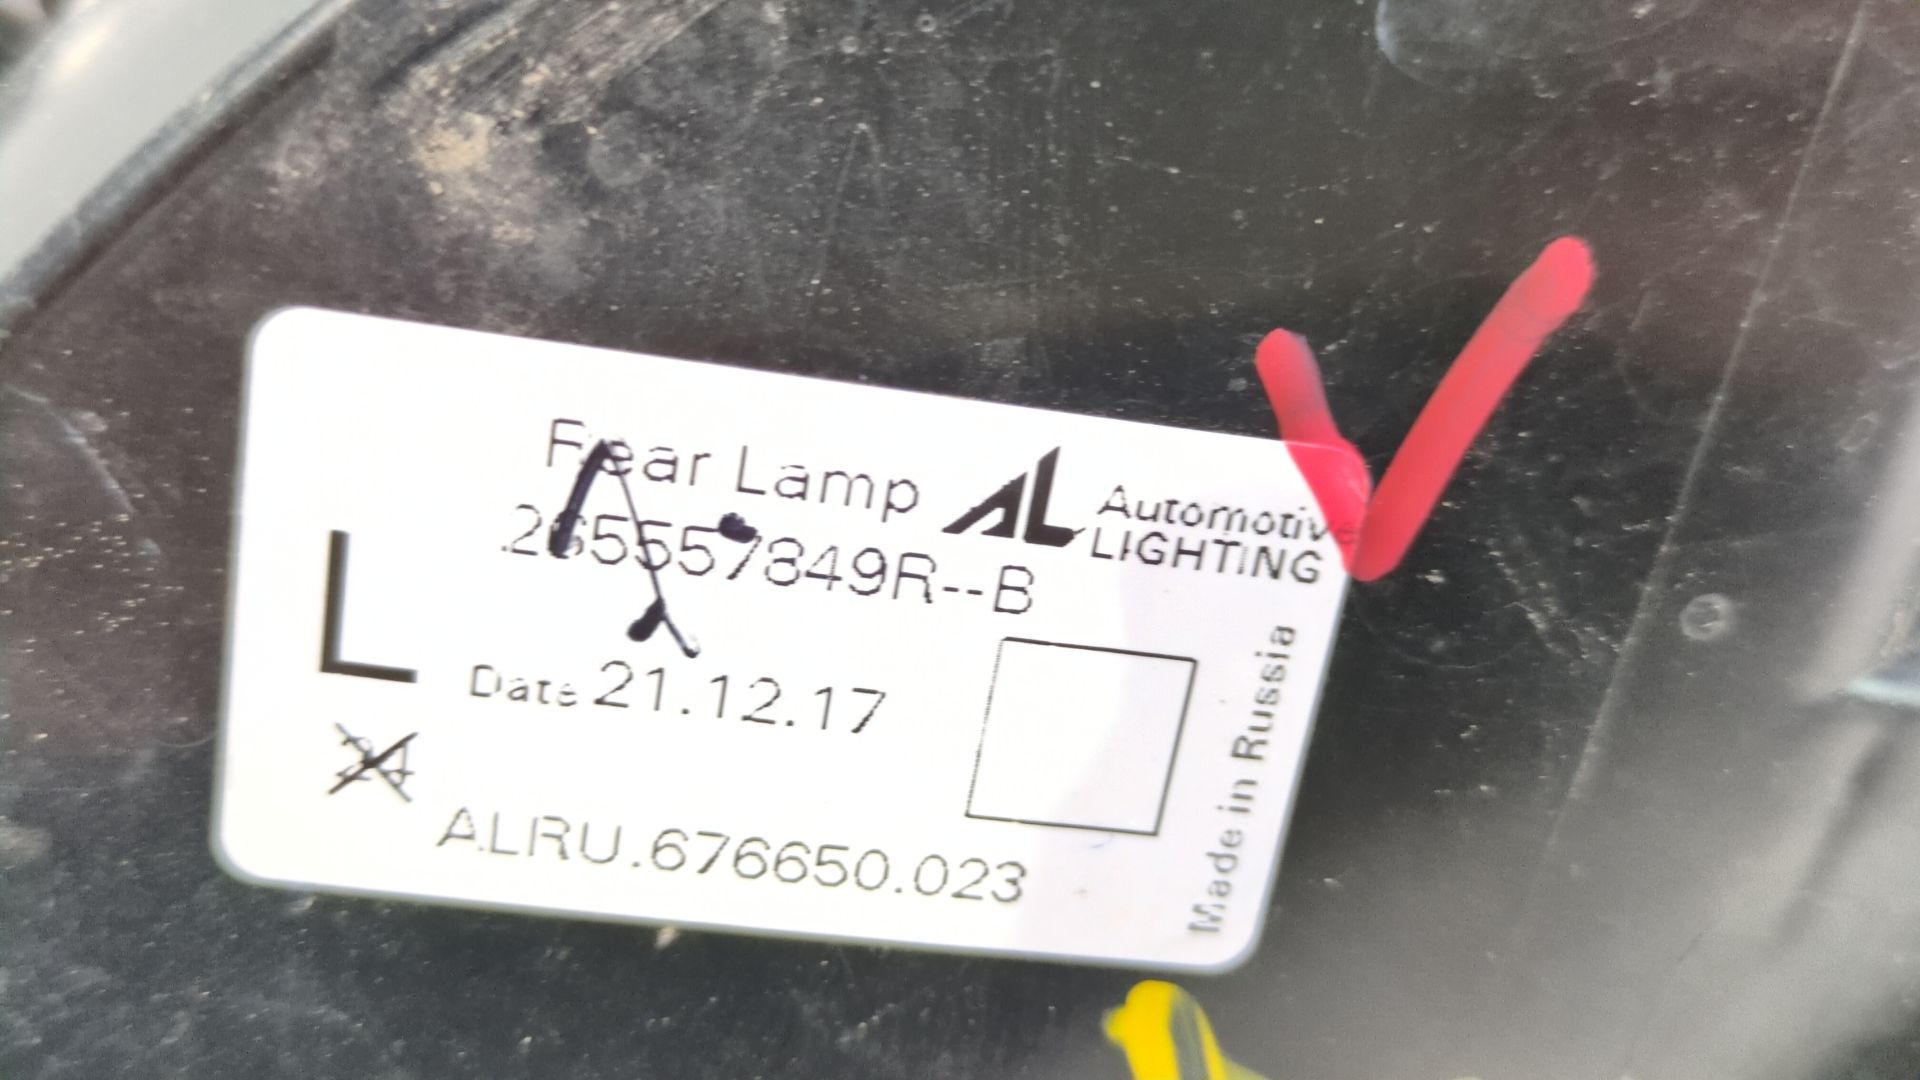 Rear Lamp
Automotive
LIGHTING
265557849R--B
L
Date 21.12.17
ALRU.676650.023
Made in Russia